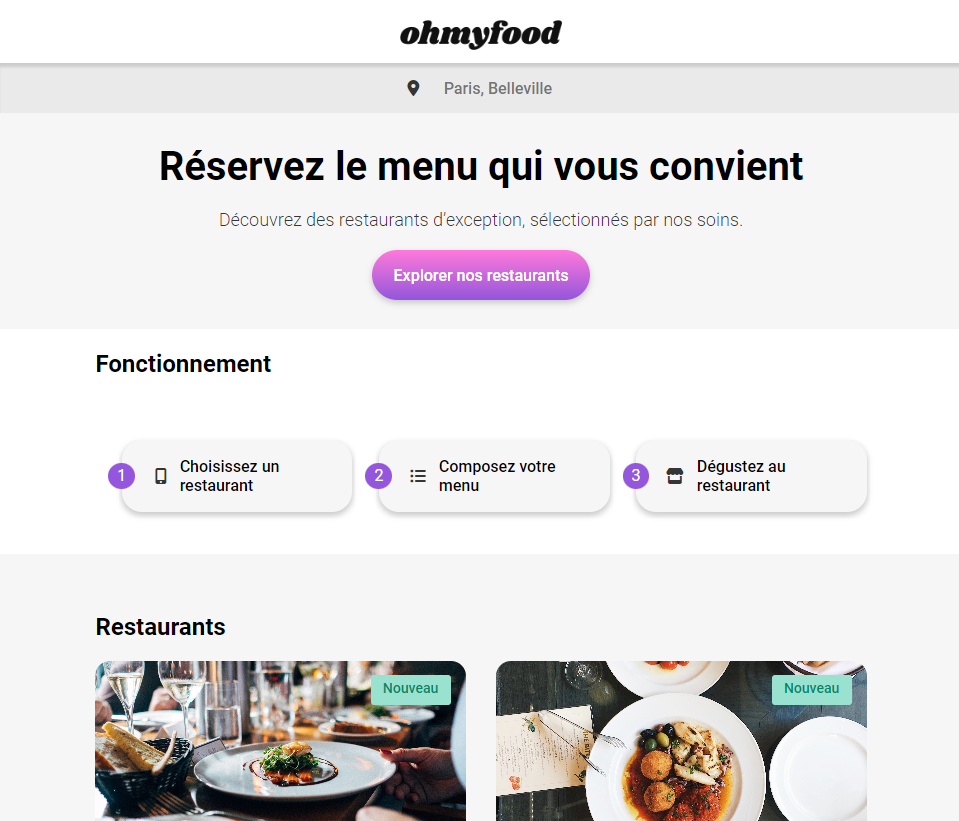 ohmyfood
Paris, Belleville
Réservez le menu qui vous convient
Découvrez des restaurants d’exception, sélectionnés par nos soins.
Explorer nos restaurants
Fonctionnement
1
Choisissez un
restaurant
2
Composez votre
menu
3
Dégustez au
restaurant
Restaurants
Nouveau
Nouveau